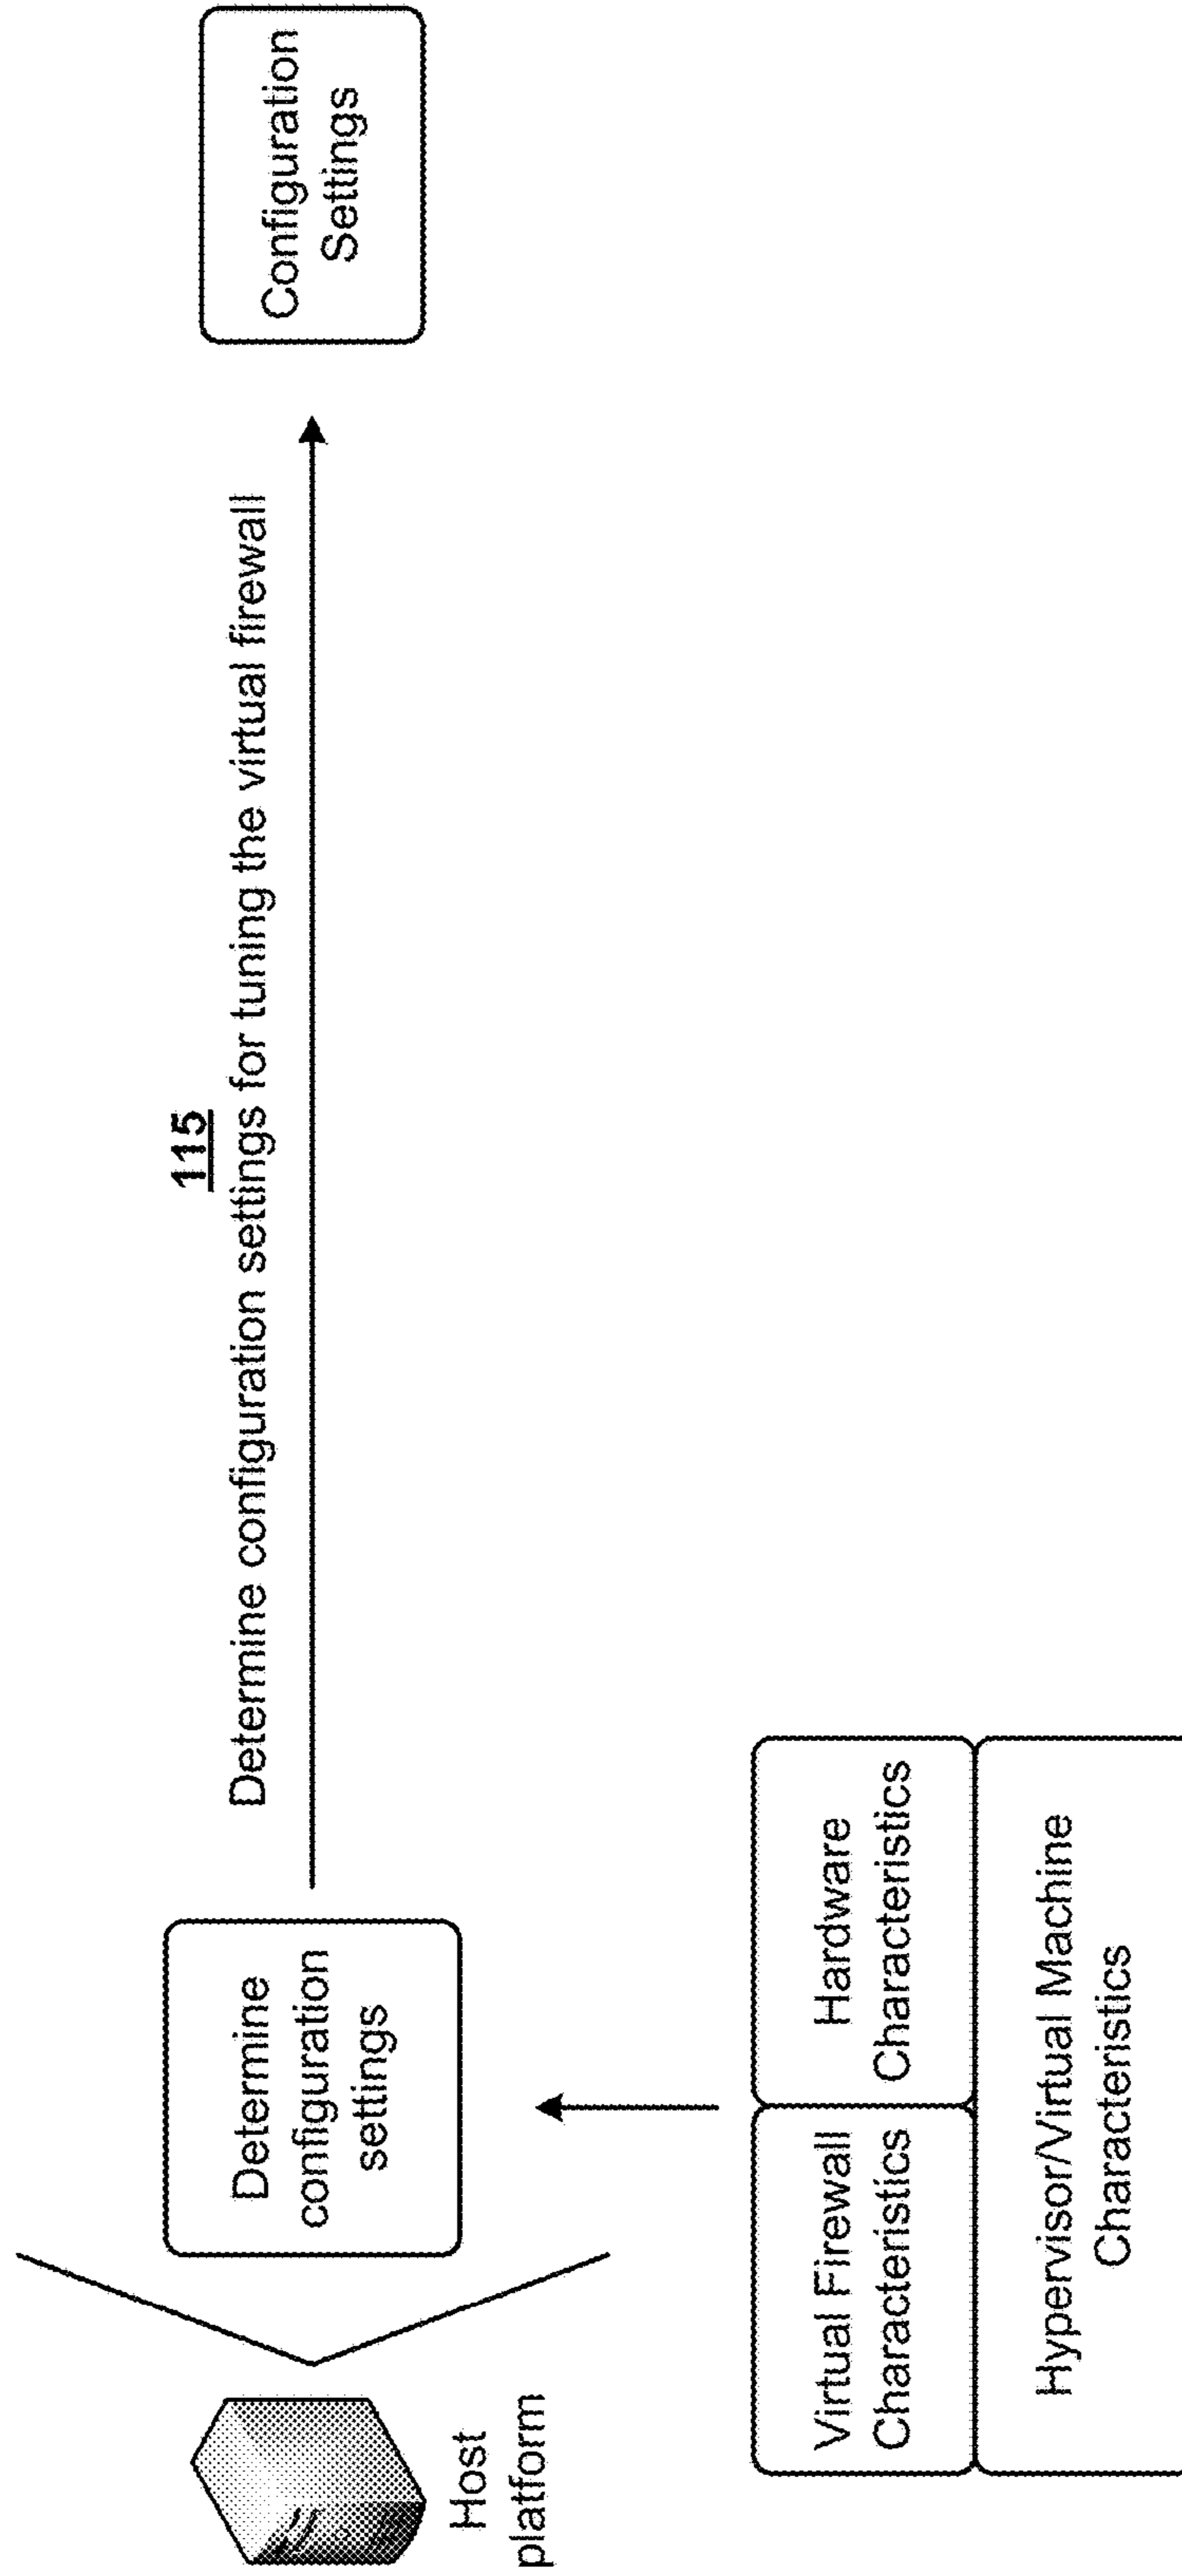 115
Determine configuration settings for tuning the virtual firewall
Host
platform
Determine
configuration
settings
Configuration
Settings
Virtual Firewall
Characteristics
Hardware
Characteristics
Hypervisor/Virtual Machine
Characteristics